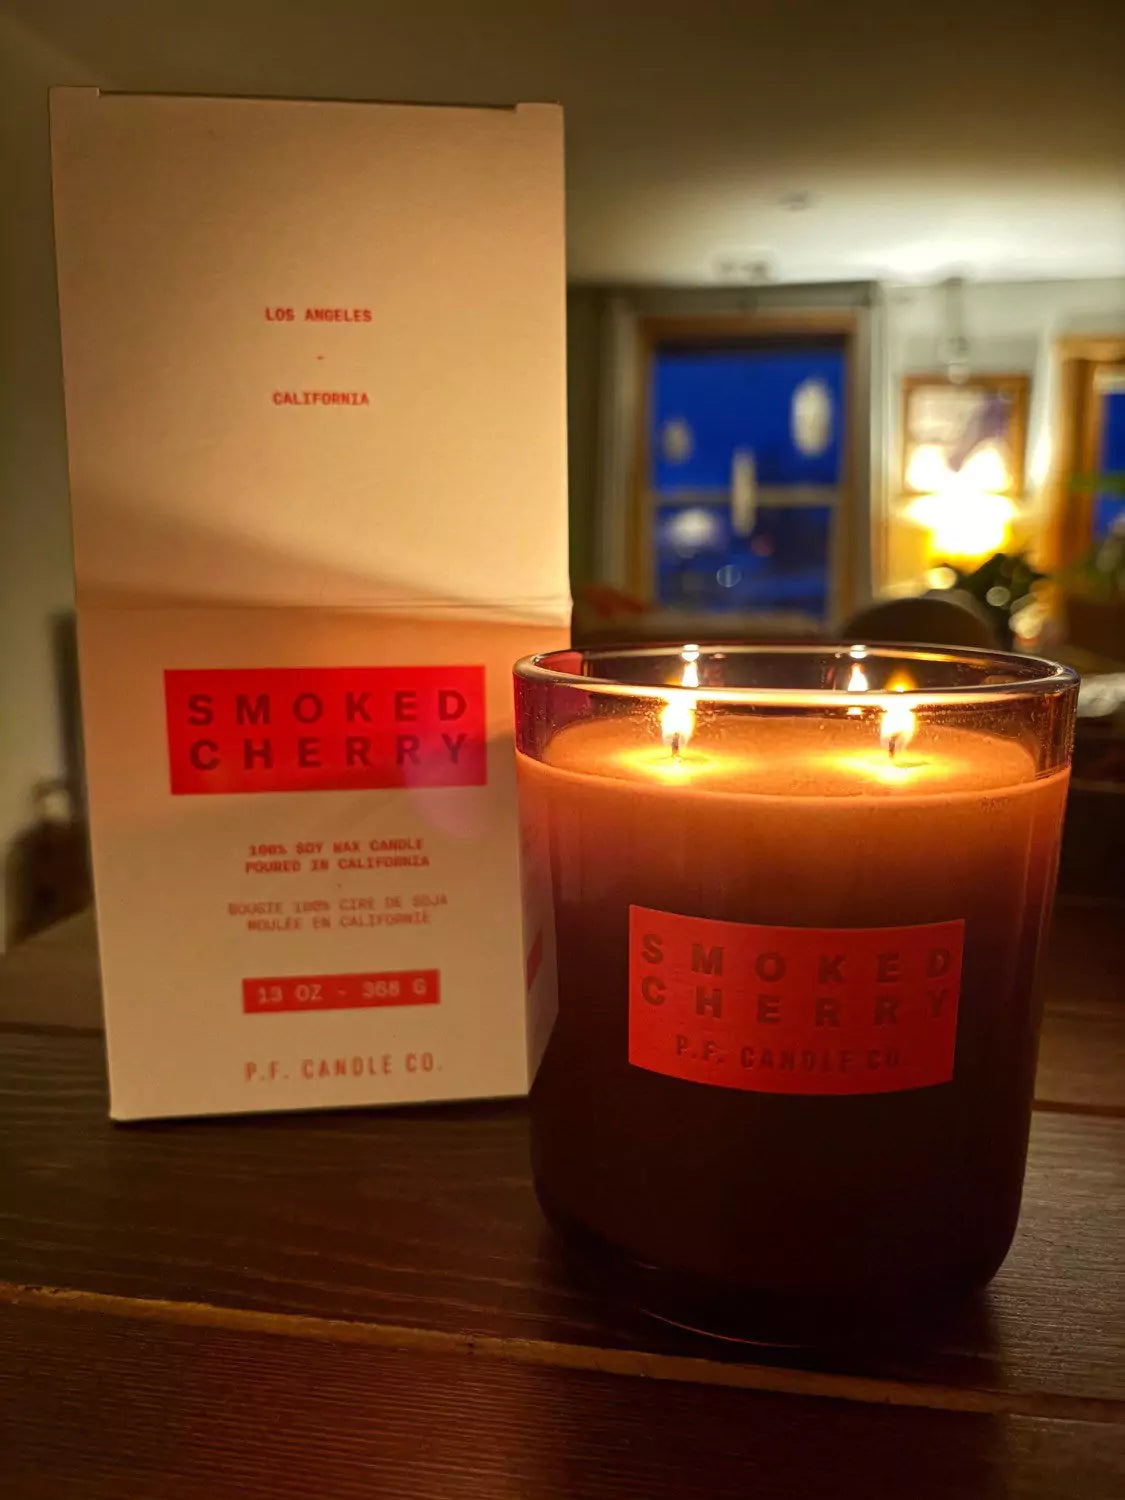 LOS ANGELES
-
CALIFORNIA
SMOKED
CHERRY
100% SOY WAX CANDLE
POURED IN CALIFORNIA
-
BOUGIE 100% CIRE DE SOJA
MOULÉE EN CALIFORNIE
13 OZ - 368 G
P.F. CANDLE CO.
SMOKED
CHERRY
P.F. CANDLE CO.